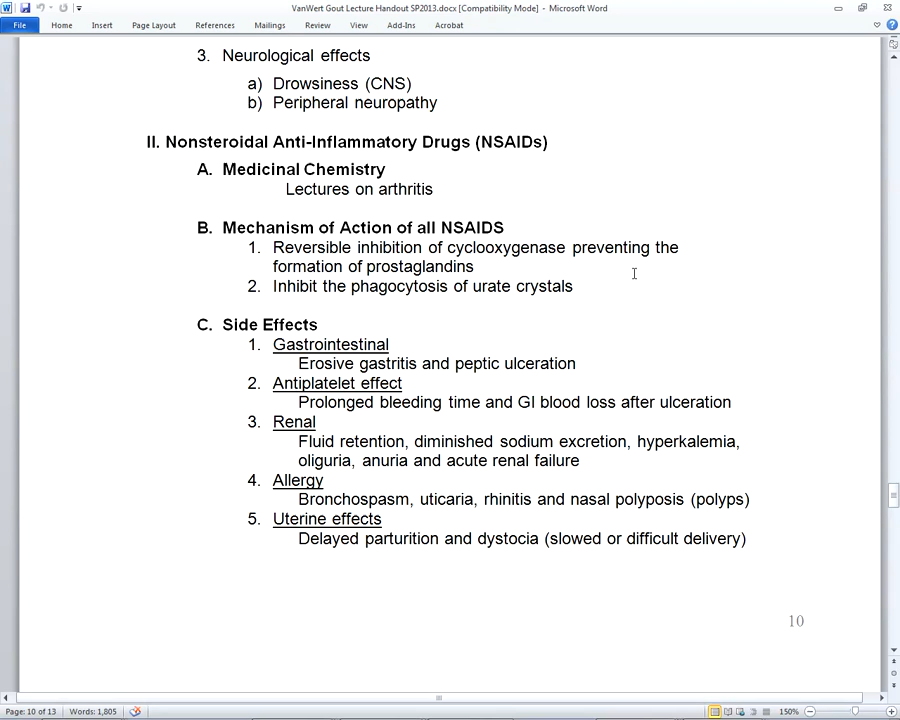 VanWert Gout Lecture Handout SP2013.docx [Compatibility Mode] - Microsoft Word
File Home Insert Page Layout References Mailings Review View Add-Ins Acrobat
3. Neurological effects
a) Drowsiness (CNS)
b) Peripheral neuropathy
II. Nonsteroidal Anti-Inflammatory Drugs (NSAIDs)
A. Medicinal Chemistry
Lectures on arthritis
B. Mechanism of Action of all NSAIDS
1. Reversible inhibition of cyclooxygenase preventing the
formation of prostaglandins
2. Inhibit the phagocytosis of urate crystals
C. Side Effects
1. Gastrointestinal
Erosive gastritis and peptic ulceration
2. Antiplatelet effect
Prolonged bleeding time and GI blood loss after ulceration
3. Renal
Fluid retention, diminished sodium excretion, hyperkalemia,
oliguria, anuria and acute renal failure
4. Allergy
Bronchospasm, uticaria, rhinitis and nasal polyposis (polyps)
5. Uterine effects
Delayed parturition and dystocia (slowed or difficult delivery)
10
Page: 10 of 13 Words: 1,805 150%